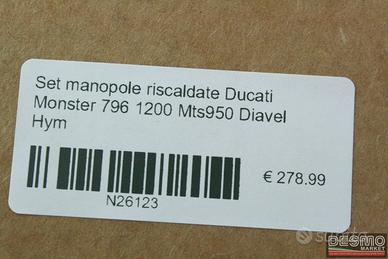 Set manopole riscaldate Ducati
Monster 796 1200 Mts950 Diavel
Hym
€ 278.99
N26123
DESMO
MARKET